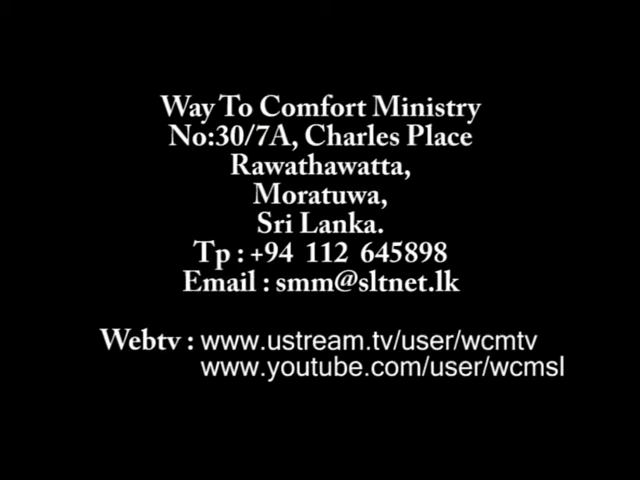 Way To Comfort Ministry
No:30/7A, Charles Place
Rawathawatta,
Moratuwa,
Sri Lanka.
Tp : +94 112 645898
Email : smm@sltnet.lk
Webtv : www.ustream.tv/user/wcmtv
www.youtube.com/user/wcmsl